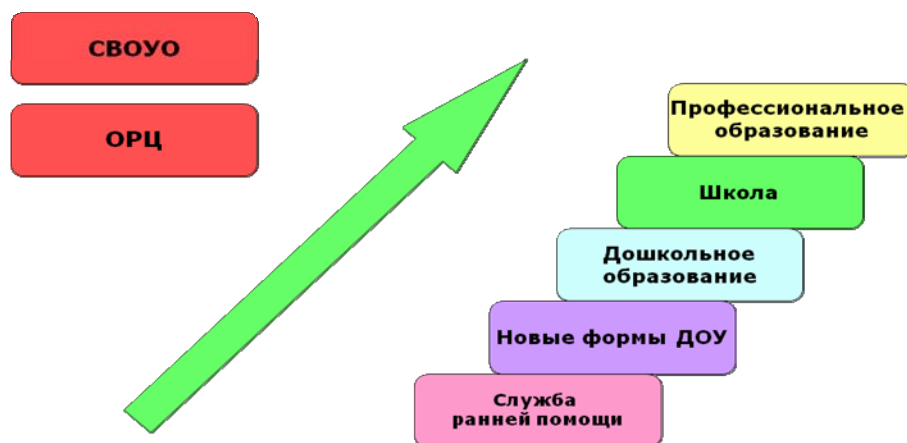 СВОУО
ОРЦ
Профессиональное
образование
Школа
Дошкольное
образование
Новые формы ДОУ
Служба
ранней помощи